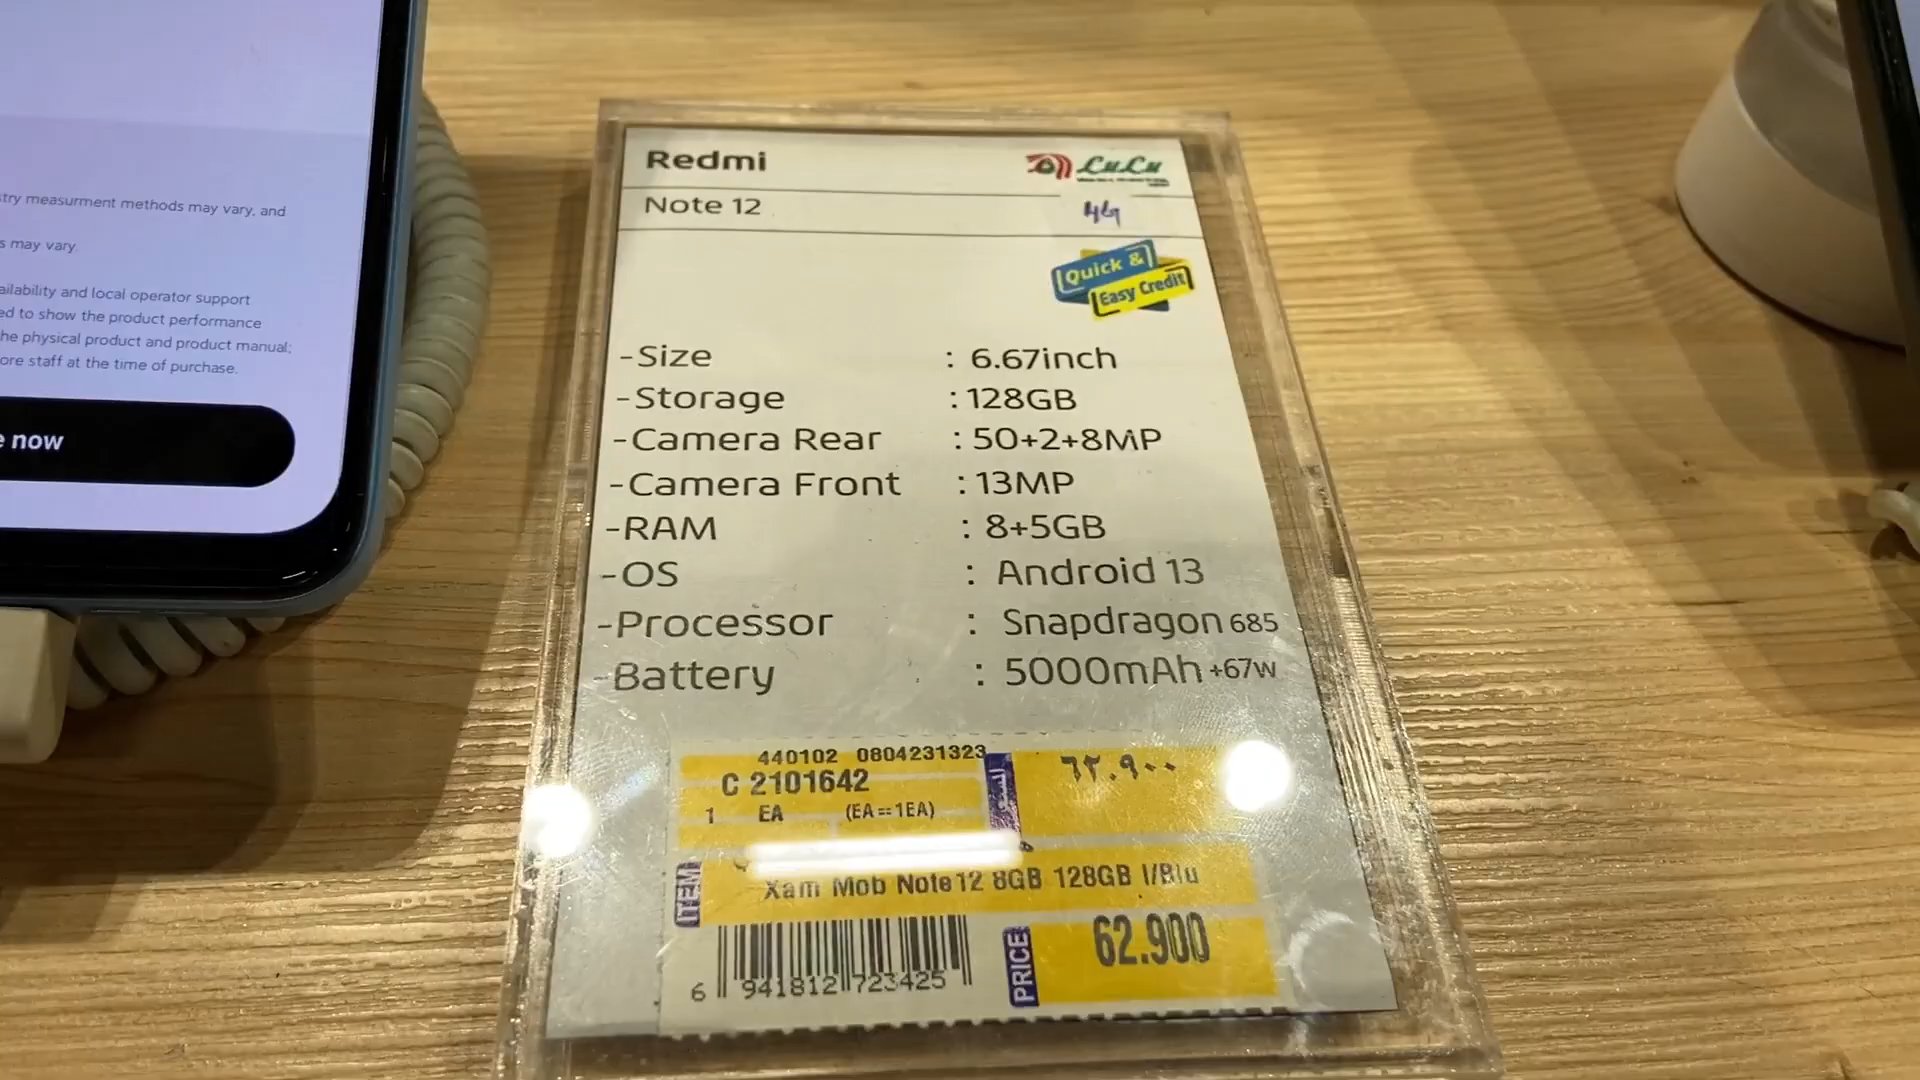 try measurment methods may vary, and
s may vary.
ailability and local operator support
ed to show the product performance
he physical product and product manual;
ore staff at the time of purchase.
e now
Redmi
LuLu
Note 12
4G
Quick &
Easy Credit
-Size : 6.67inch
-Storage : 128GB
-Camera Rear : 50+2+8MP
-Camera Front : 13MP
-RAM : 8+5GB
-OS : Android 13
-Processor : Snapdragon 685
-Battery : 5000mAh +67W
440102 0804231323
C 2101642
1 EA (EA==1EA)
السعر
٦٢.٩٠٠
ITEM
Xam Mob Note12 8GB 128GB I/Blu
6 941812 723425
PRICE
62.900